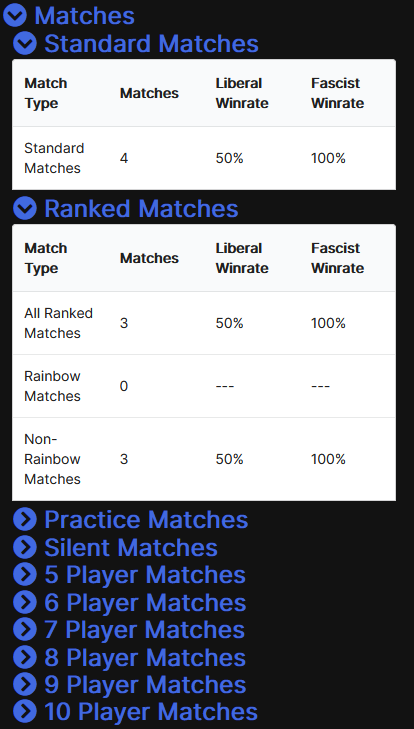 Matches
Standard Matches
Match Type Matches Liberal Winrate Fascist Winrate
Standard Matches 4 50% 100%
Ranked Matches
Match Type Matches Liberal Winrate Fascist Winrate
All Ranked Matches 3 50% 100%
Rainbow Matches 0 --- ---
Non-Rainbow Matches 3 50% 100%
Practice Matches
Silent Matches
5 Player Matches
6 Player Matches
7 Player Matches
8 Player Matches
9 Player Matches
10 Player Matches